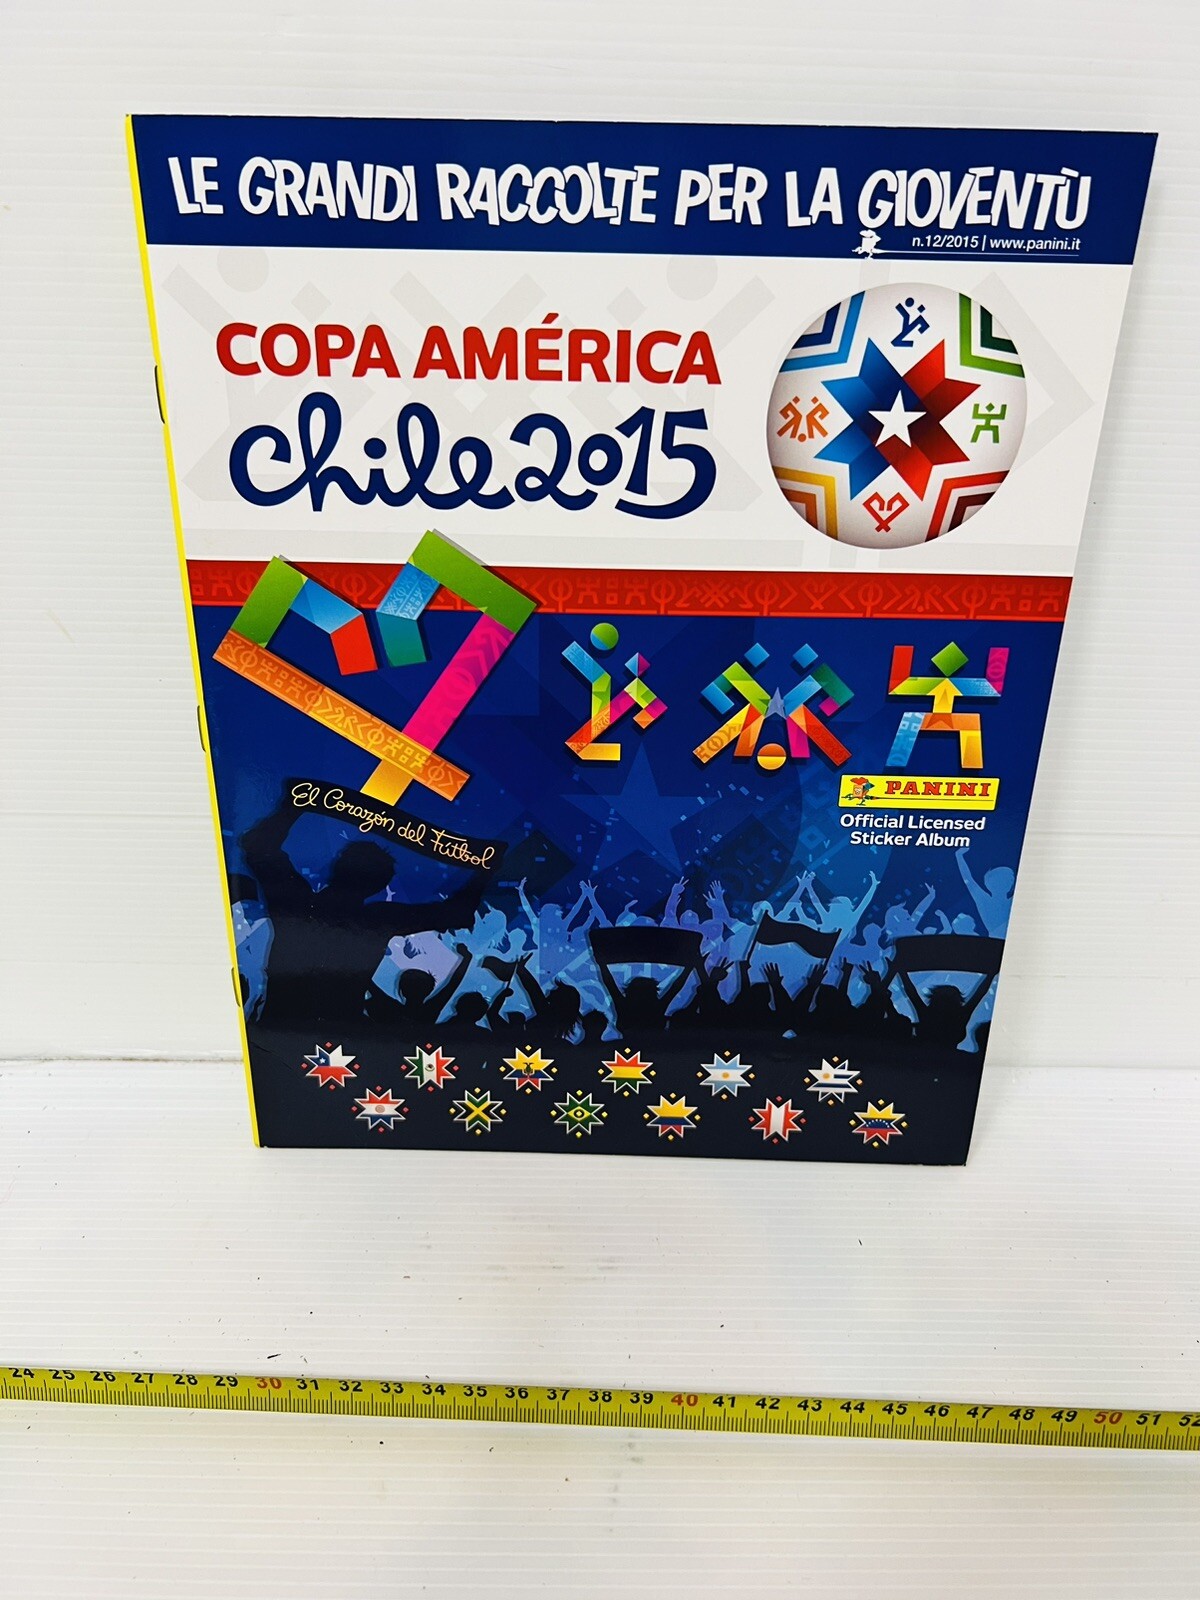 LE GRANDI RACCOLTE PER LA GIOVENTÙ
n.12/2015 | www.panini.it
COPA AMÉRICA
chile2015
El Corazón del Fútbol
PANINI
Official Licensed
Sticker Album
24 25 26 27 28 29 30 31 32 33 34 35 36 37 38 39 40 41 42 43 44 45 46 47 48 49 50 51 52